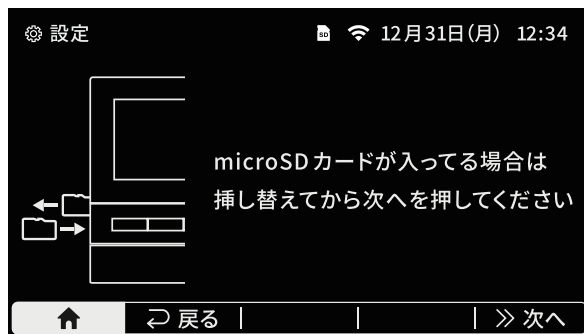 設定
SD 12月31日(月) 12:34
microSDカードが入ってる場合は
挿し替えてから次へを押してください
戻る
次へ